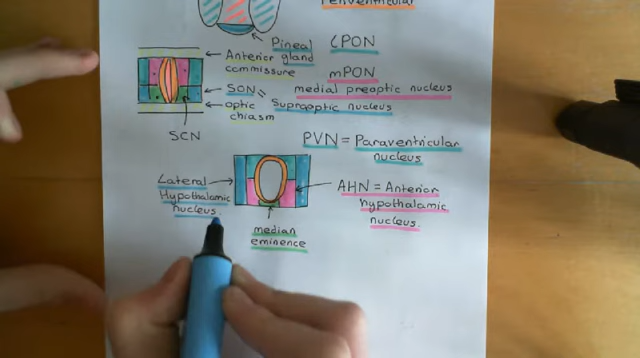 Periventricular
Pineal
gland
LPON
Anterior
commissure
mPON
medial preoptic nucleus
SON =
Supraoptic nucleus
optic
chiasm
SCN
PVN = Paraventricular
nucleus
Lateral
Hypothalamic
nucleus.
AHN = Anterior
hypothalamic
nucleus.
median
eminence